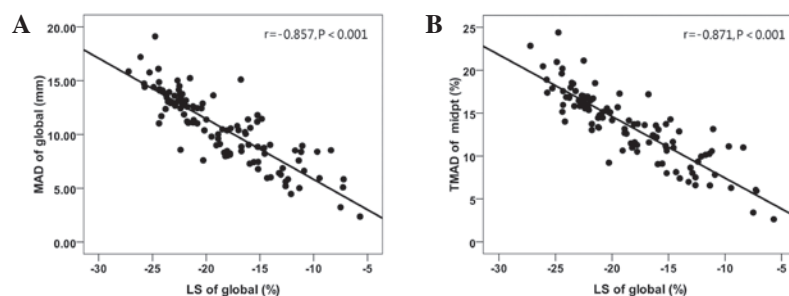 A
B
r=-0.857,P < 0.001
r=-0.871,P < 0.001
MAD of global (mm)
20.00
15.00
10.00
5.00
0.00
-30 -25 -20 -15 -10 -5
LS of global (%)
TMAD of midpt (%)
25
20
15
10
5
0
-30 -25 -20 -15 -10 -5
LS of global (%)